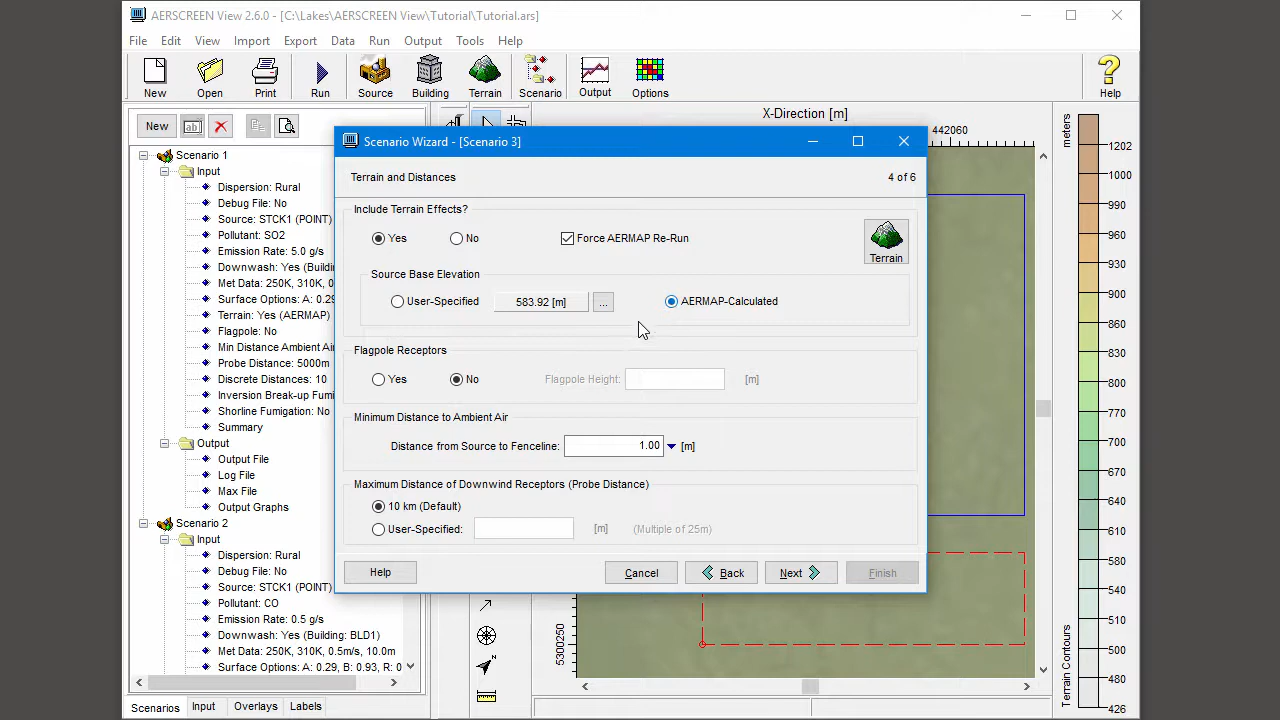 AERSCREEN View 2.6.0 - [C:\Lakes\AERSCREEN View\Tutorial\Tutorial.ars]
File Edit View Import Export Data Run Output Tools Help
New Open Print Run Source Building Terrain Scenario Output Options Help
New
ab
Scenario 1
Input
Dispersion: Rural
Debug File: No
Source: STCK1 (POINT)
Pollutant: SO2
Emission Rate: 5.0 g/s
Downwash: Yes (Buildin
Met Data: 250K, 310K, 0
Surface Options: A: 0.29
Terrain: Yes (AERMAP)
Flagpole: No
Min Distance Ambient Air
Probe Distance: 5000m
Discrete Distances: 10
Inversion Break-up Fumi
Shorline Fumigation: No
Summary
Output
Output File
Log File
Max File
Output Graphs
Scenario 2
Input
Dispersion: Rural
Debug File: No
Source: STCK1 (POINT)
Pollutant: CO
Emission Rate: 0.5 g/s
Downwash: Yes (Building: BLD1)
Met Data: 250K, 310K, 0.5m/s, 10.0m
Surface Options: A: 0.29, B: 0.93, R: 0
Scenarios Input Overlays Labels
X-Direction [m]
442060
5300250
Scenario Wizard - [Scenario 3]
Terrain and Distances
4 of 6
Include Terrain Effects?
Yes No Force AERMAP Re-Run
Terrain
Source Base Elevation
User-Specified 583.92 [m] ... AERMAP-Calculated
Flagpole Receptors
Yes No Flagpole Height: [m]
Minimum Distance to Ambient Air
Distance from Source to Fenceline: 1.00 [m]
Maximum Distance of Downwind Receptors (Probe Distance)
10 km (Default)
User-Specified: [m] (Multiple of 25m)
Help Cancel Back Next Finish
meters
1202
1000
990
960
930
900
860
830
800
770
710
670
640
610
580
540
510
500
480
426
Terrain Contours